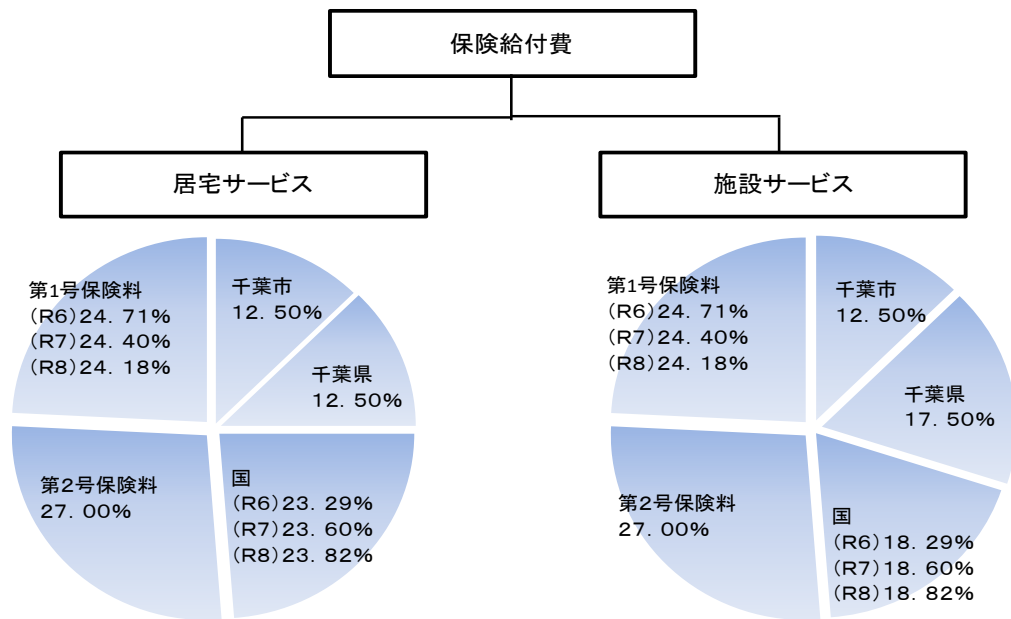 保険給付費
居宅サービス
施設サービス
第1号保険料
(R6)24．71%
(R7)24．40%
(R8)24．18%
千葉市
12．50%
千葉県
12．50%
国
(R6)23．29%
(R7)23．60%
(R8)23．82%
第2号保険料
27．00%
第1号保険料
(R6)24．71%
(R7)24．40%
(R8)24．18%
千葉市
12．50%
千葉県
17．50%
国
(R6)18．29%
(R7)18．60%
(R8)18．82%
第2号保険料
27．00%